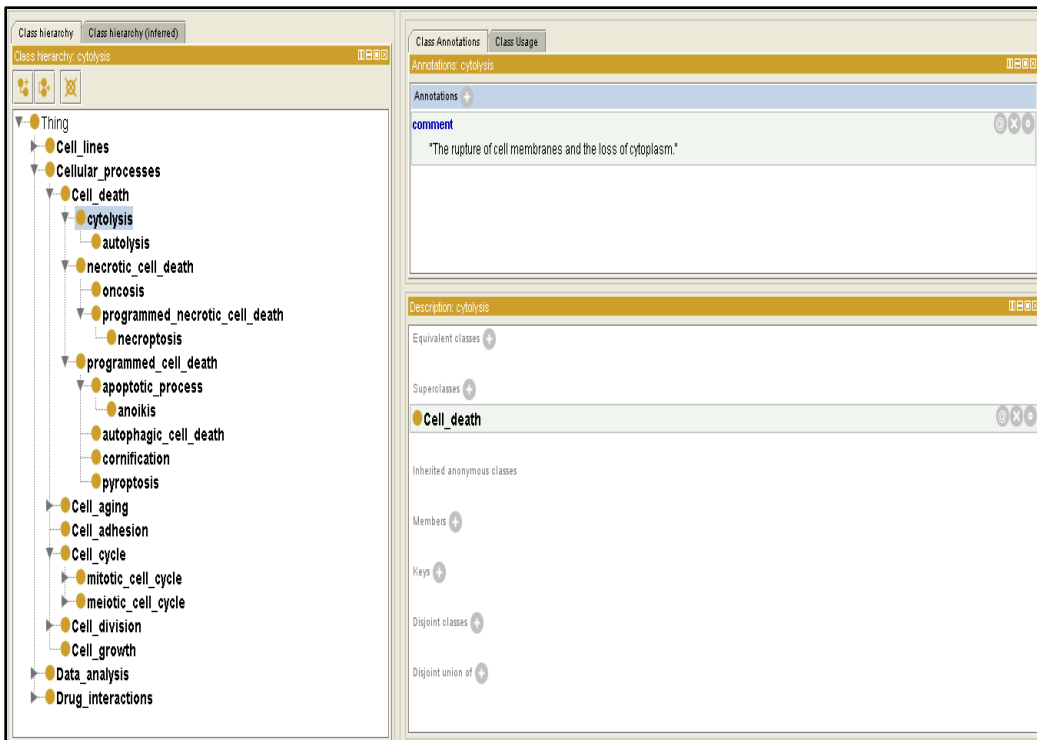 Class hierarchy
Class hierarchy (inferred)
Class hierarchy: cytolysis
Thing
Cell_lines
Cellular_processes
Cell_death
cytolysis
autolysis
necrotic_cell_death
oncosis
programmed_necrotic_cell_death
necroptosis
programmed_cell_death
apoptotic_process
anoikis
autophagic_cell_death
cornification
pyroptosis
Cell_aging
Cell_adhesion
Cell_cycle
mitotic_cell_cycle
meiotic_cell_cycle
Cell_division
Cell_growth
Data_analysis
Drug_interactions
Class Annotations
Class Usage
Annotations: cytolysis
Annotations
comment
"The rupture of cell membranes and the loss of cytoplasm."
Description: cytolysis
Equivalent classes
Superclasses
Cell_death
Inherited anonymous classes
Members
Keys
Disjoint classes
Disjoint union of